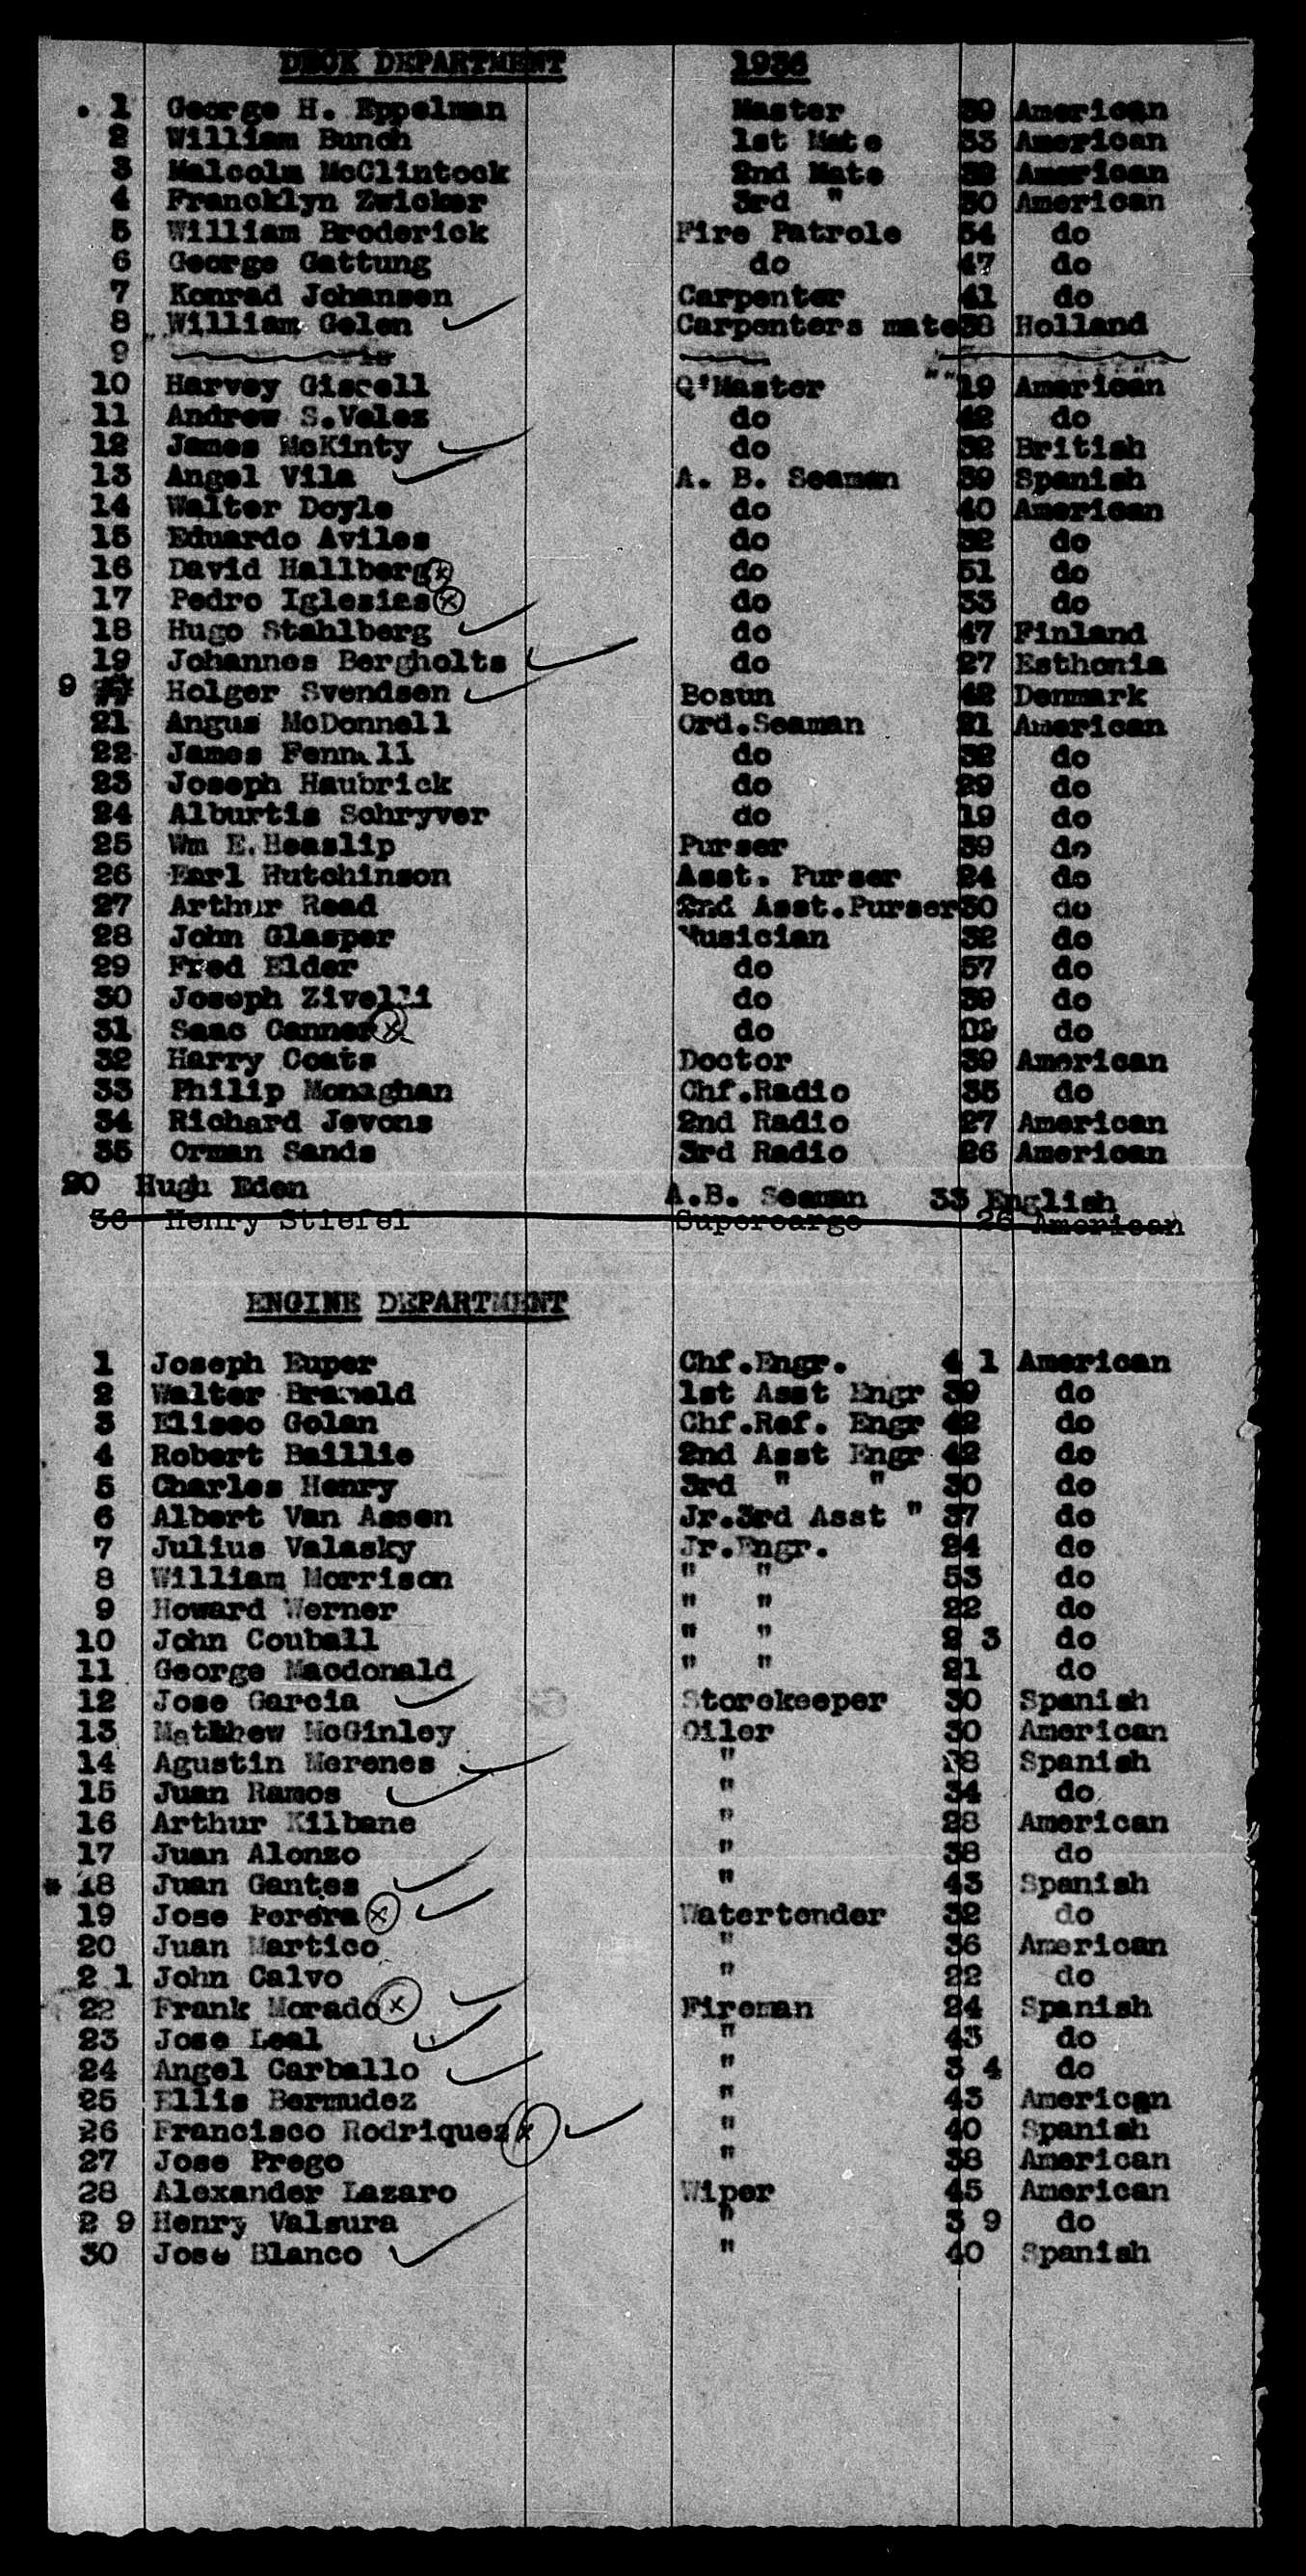 DECK DEPARTMENT 1936
1 George H. Eppelman Master 39 American
2 William Bunch 1st Mate 33 American
3 Malcolm McClintock 2nd Mate 32 American
4 Francklyn Zwicker 3rd " 30 American
5 William Broderick Fire Patrole 54 do
6 George Gattung do 47 do
7 Konrad Johansen Carpenter 41 do
8 William Gelen Carpenters mate 38 Holland
9
10 Harvey Giscell Q'Master 19 American
11 Andrew S.Velez do 42 do
12 James McKinty do 32 British
13 Angel Vila A. B. Seaman 39 Spanish
14 Walter Doyle do 40 American
15 Eduardo Aviles do 32 do
16 David Hallberg do 51 do
17 Pedro Iglesias do 33 do
18 Hugo Stahlberg do 47 Finland
19 Johannes Bergholts do 27 Esthonia
9 Holger Svendsen Bosun 42 Denmark
21 Angus McDonnell Ord.Seaman 21 American
22 James do 32 do
23 Joseph Haubrick do 29 do
24 Alburtis Schryver do 19 do
25 Wm E.Heaslip Purser 39 do
26 Earl Hutchinson Asst. Purser 24 do
27 Arthur Read 2nd Asst.Purser 30 do
28 John Glasper Musician 32 do
29 Fred Elder do 57 do
30 Joseph Zivelli do 39 do
31 Saac Canner do do
32 Harry Coats Doctor 39 American
33 Philip Monaghan Chf.Radio 35 do
34 Richard Jevons 2nd Radio 27 American
35 Orman Sands 3rd Radio 26 American
20 Hugh Eden A.B. Seaman 33 English
36 Henry Stiefel Supercargo 26 American
ENGINE DEPARTMENT
1 Joseph Euper Chf.Engr. 4 1 American
2 Walter 1st Asst Engr 39 do
3 Eliseo Golan Chf.Ref. Engr 42 do
4 Robert Baillie 2nd Asst Engr 42 do
5 Charles Henry 3rd " " 30 do
6 Albert Van Assen Jr.3rd Asst " 37 do
7 Julius Valasky Jr.Engr. 24 do
8 William Morrison " " 53 do
9 Howard Werner " " 22 do
10 John Couball " " 2 3 do
11 George Macdonald " " 21 do
12 Jose Garcia Storekeeper 30 Spanish
13 Matthew McGinley Oiler 30 American
14 Agustin Merenes " 38 Spanish
15 Juan Ramos " 34 do
16 Arthur Kilbane " 28 American
17 Juan Alonzo " 38 do
18 Juan Gantes " 43 Spanish
19 Jose Perera Watertender 32 do
20 Juan Martico " 36 American
2 1 John Calvo " 22 do
22 Frank Morado Fireman 24 Spanish
23 Jose Leal " 43 do
24 Angel Carballo " 3 4 do
25 Ellis Bermudez " 43 American
26 Francisco Rodriquez " 40 Spanish
27 Jose Prego " 38 American
28 Alexander Lazaro Wiper 45 American
2 9 Henry Valsura " 3 9 do
30 Jose Blanco " 40 Spanish